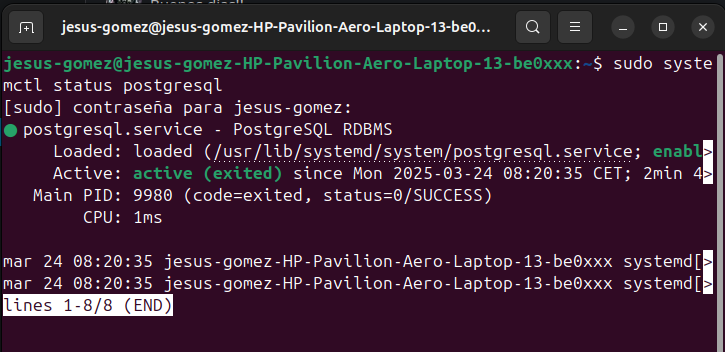 jesus-gomez@jesus-gomez-HP-Pavilion-Aero-Laptop-13-be0...
jesus-gomez@jesus-gomez-HP-Pavilion-Aero-Laptop-13-be0xxx:~$ sudo syste
mctl status postgresql
[sudo] contraseña para jesus-gomez:
● postgresql.service - PostgreSQL RDBMS
Loaded: loaded (/usr/lib/systemd/system/postgresql.service; enabl>
Active: active (exited) since Mon 2025-03-24 08:20:35 CET; 2min 4>
Main PID: 9980 (code=exited, status=0/SUCCESS)
CPU: 1ms
mar 24 08:20:35 jesus-gomez-HP-Pavilion-Aero-Laptop-13-be0xxx systemd[>
mar 24 08:20:35 jesus-gomez-HP-Pavilion-Aero-Laptop-13-be0xxx systemd[>
lines 1-8/8 (END)